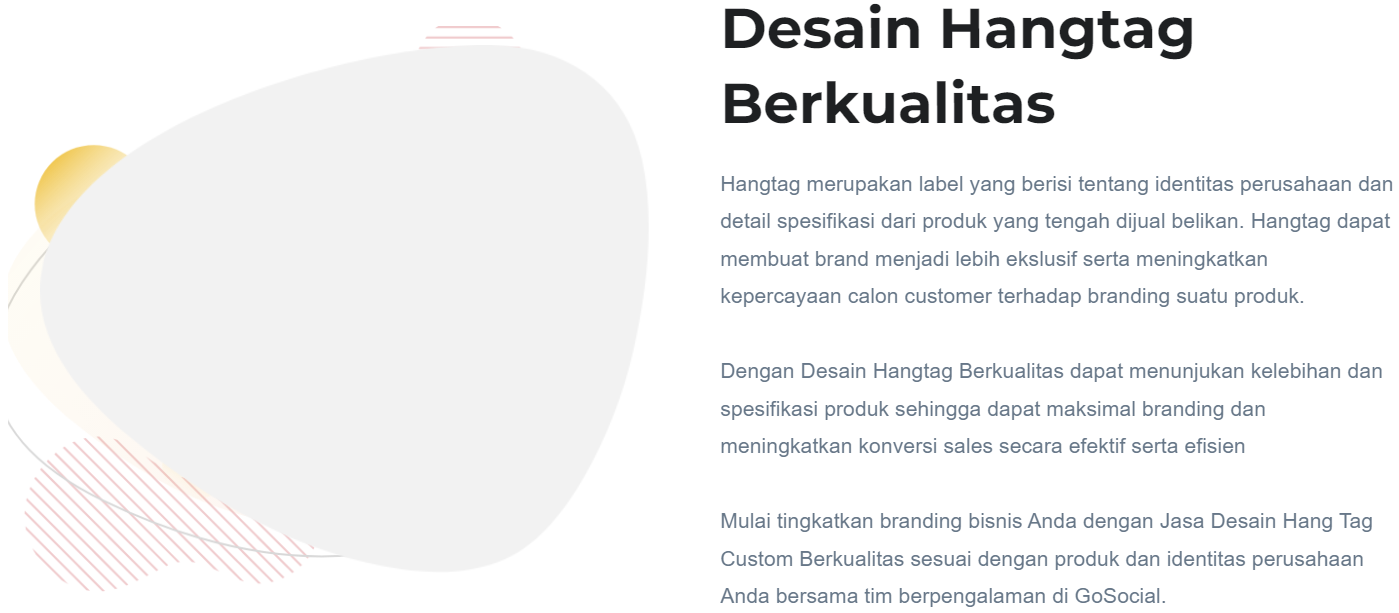 Desain Hangtag
Berkualitas
Hangtag merupakan label yang berisi tentang identitas perusahaan dan
detail spesifikasi dari produk yang tengah dijual belikan. Hangtag dapat
membuat brand menjadi lebih ekslusif serta meningkatkan
kepercayaan calon customer terhadap branding suatu produk.
Dengan Desain Hangtag Berkualitas dapat menunjukan kelebihan dan
spesifikasi produk sehingga dapat maksimal branding dan
meningkatkan konversi sales secara efektif serta efisien
Mulai tingkatkan branding bisnis Anda dengan Jasa Desain Hang Tag
Custom Berkualitas sesuai dengan produk dan identitas perusahaan
Anda bersama tim berpengalaman di GoSocial.